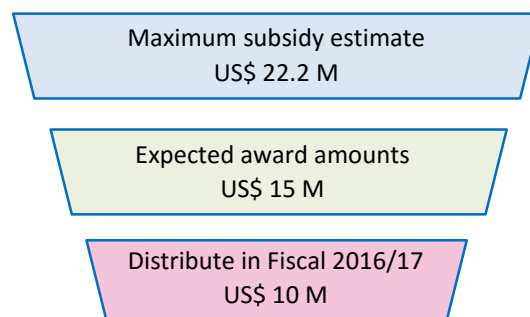 Maximum subsidy estimate
US$ 22.2 M
Expected award amounts
US$ 15 M
Distribute in Fiscal 2016/17
US$ 10 M